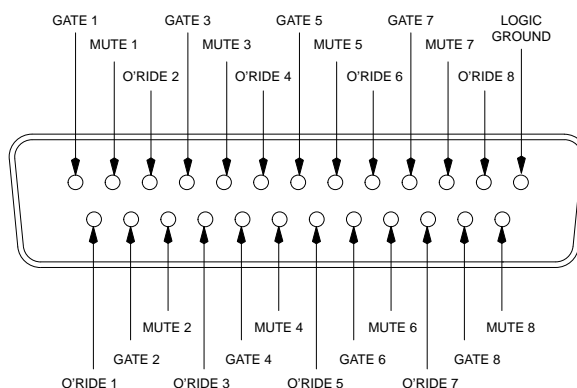 GATE 1 GATE 3 GATE 5 GATE 7 LOGIC
GROUND
MUTE 1 MUTE 3 MUTE 5 MUTE 7
O'RIDE 2 O'RIDE 4 O'RIDE 6 O'RIDE 8
MUTE 2 MUTE 4 MUTE 6 MUTE 8
GATE 2 GATE 4 GATE 6 GATE 8
O'RIDE 1 O'RIDE 3 O'RIDE 5 O'RIDE 7